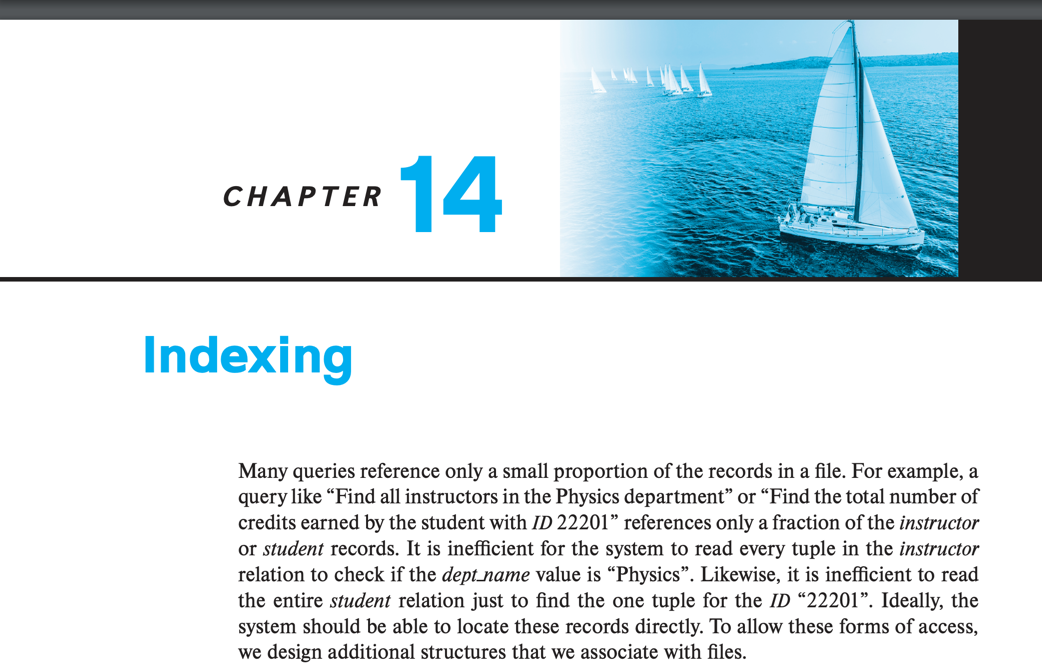 CHAPTER 14
Indexing
Many queries reference only a small proportion of the records in a file. For example, a
query like “Find all instructors in the Physics department” or “Find the total number of
credits earned by the student with ID 22201” references only a fraction of the instructor
or student records. It is inefficient for the system to read every tuple in the instructor
relation to check if the dept_name value is “Physics”. Likewise, it is inefficient to read
the entire student relation just to find the one tuple for the ID “22201”. Ideally, the
system should be able to locate these records directly. To allow these forms of access,
we design additional structures that we associate with files.